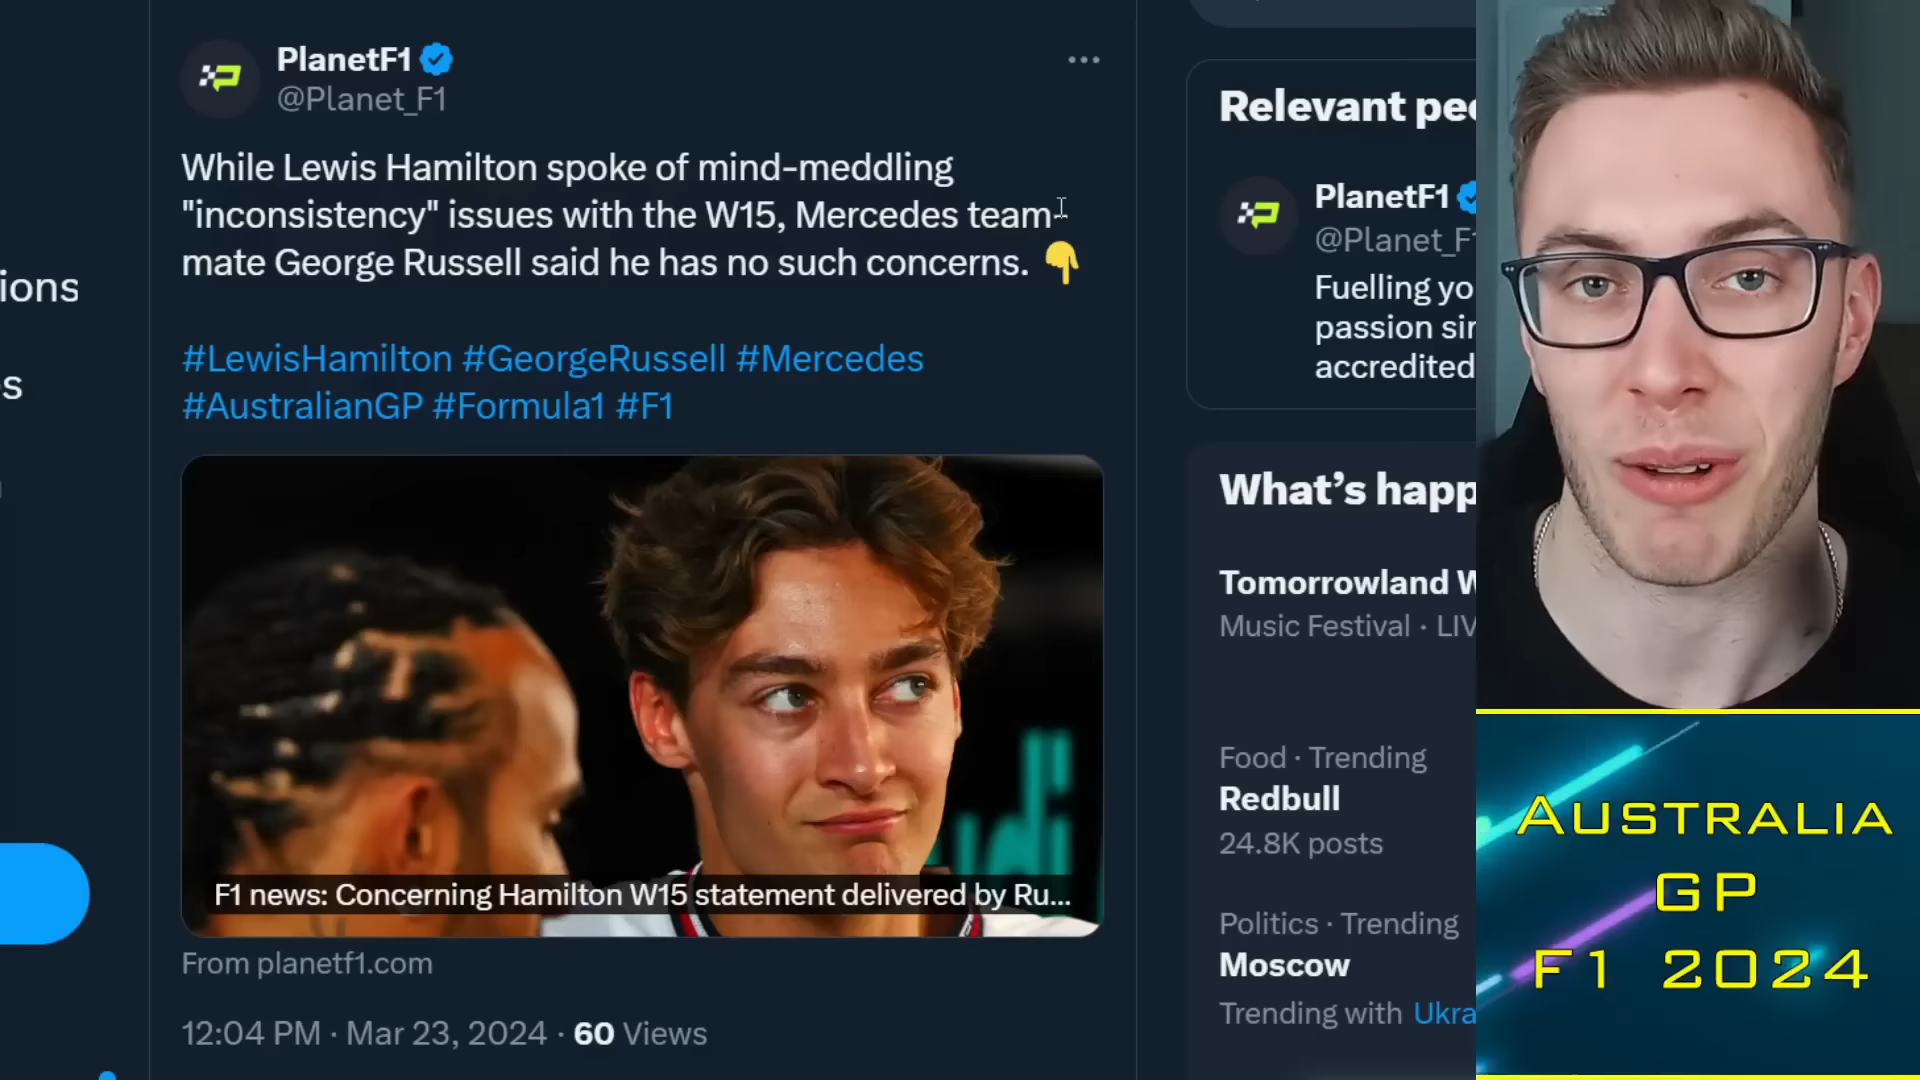 PlanetF1
@Planet_F1
While Lewis Hamilton spoke of mind-meddling
"inconsistency" issues with the W15, Mercedes team-
mate George Russell said he has no such concerns. 👇
#LewisHamilton #GeorgeRussell #Mercedes
#AustralianGP #Formula1 #F1
F1 news: Concerning Hamilton W15 statement delivered by Ru...
From planetf1.com
12:04 PM · Mar 23, 2024 · 60 Views
ions
s
Relevant pe
PlanetF1
@Planet_F1
Fuelling yo
passion sin
accredited
What's happ
Tomorrowland W
Music Festival · LIV
Food · Trending
Redbull
24.8K posts
Politics · Trending
Moscow
Trending with Ukra
AUSTRALIA
GP
F1 2024